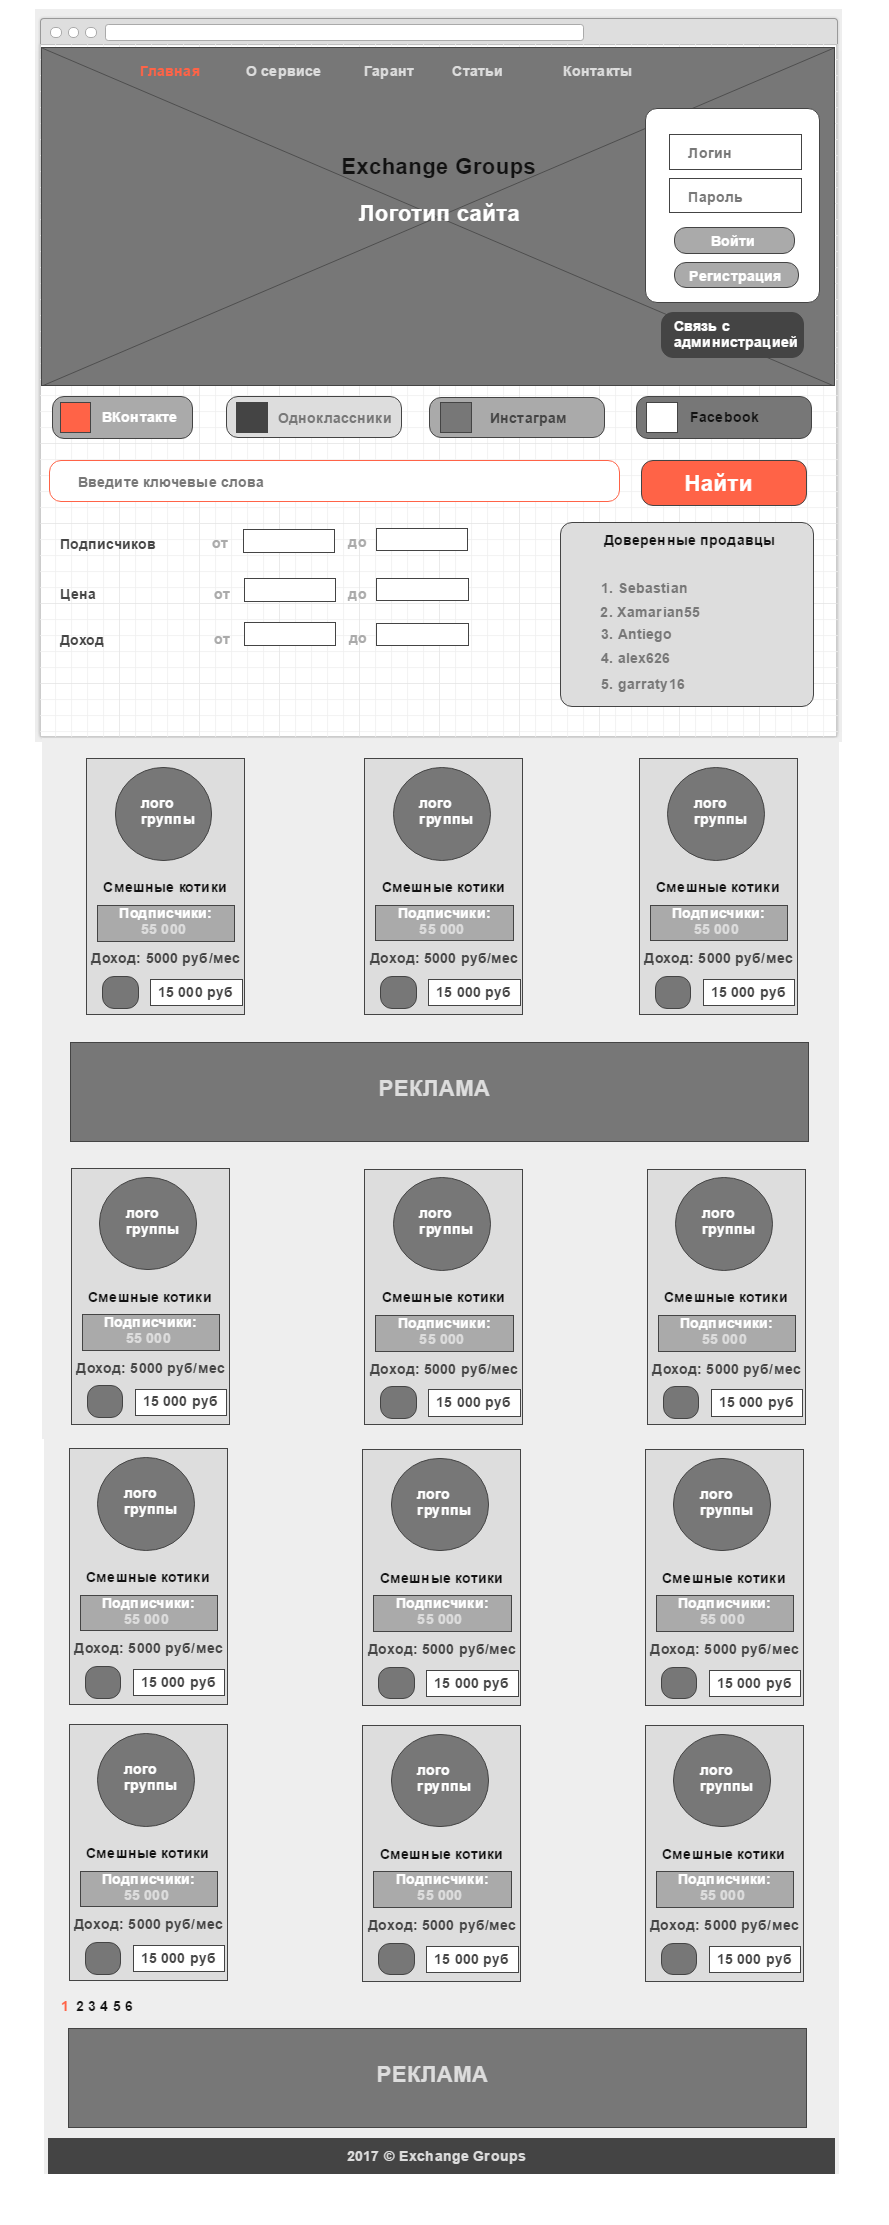 Главная О сервисе Гарант Статьи Контакты
Exchange Groups
Логотип сайта
Логин
Пароль
Войти
Регистрация
Связь с
администрацией
ВКонтакте Одноклассники Инстаграм Facebook
Введите ключевые слова Найти
Подписчиков от до
Цена от до
Доход от до
Доверенные продавцы
1. Sebastian
2. Xamarian55
3. Antiego
4. alex626
5. garraty16
лого лого лого
группы группы группы
Смешные котики Смешные котики Смешные котики
Подписчики: Подписчики: Подписчики:
55 000 55 000 55 000
Доход: 5000 руб/мес Доход: 5000 руб/мес Доход: 5000 руб/мес
15 000 руб 15 000 руб 15 000 руб
РЕКЛАМА
лого лого лого
группы группы группы
Смешные котики Смешные котики Смешные котики
Подписчики: Подписчики: Подписчики:
55 000 55 000 55 000
Доход: 5000 руб/мес Доход: 5000 руб/мес Доход: 5000 руб/мес
15 000 руб 15 000 руб 15 000 руб
лого лого лого
группы группы группы
Смешные котики Смешные котики Смешные котики
Подписчики: Подписчики: Подписчики:
55 000 55 000 55 000
Доход: 5000 руб/мес Доход: 5000 руб/мес Доход: 5000 руб/мес
15 000 руб 15 000 руб 15 000 руб
лого лого лого
группы группы группы
Смешные котики Смешные котики Смешные котики
Подписчики: Подписчики: Подписчики:
55 000 55 000 55 000
Доход: 5000 руб/мес Доход: 5000 руб/мес Доход: 5000 руб/мес
15 000 руб 15 000 руб 15 000 руб
1 2 3 4 5 6
РЕКЛАМА
2017 © Exchange Groups